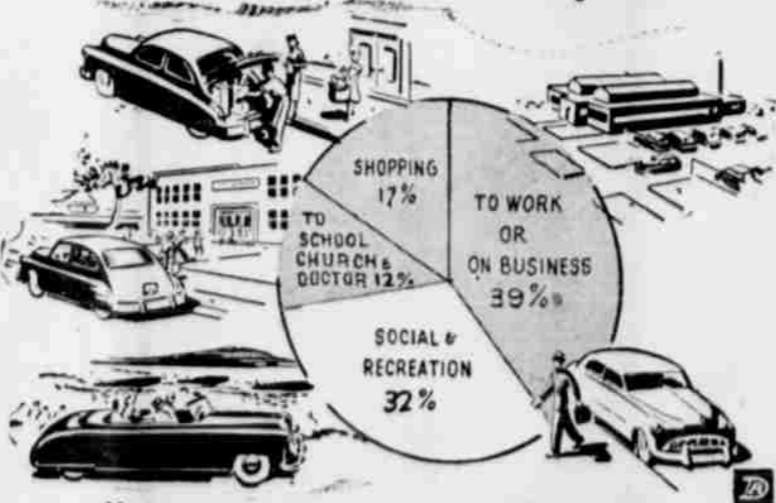 SHOPPING
17%
TO WORK
OR
ON BUSINESS
39%
TO
SCHOOL
CHURCH &
DOCTOR 12%
SOCIAL &
RECREATION
32%